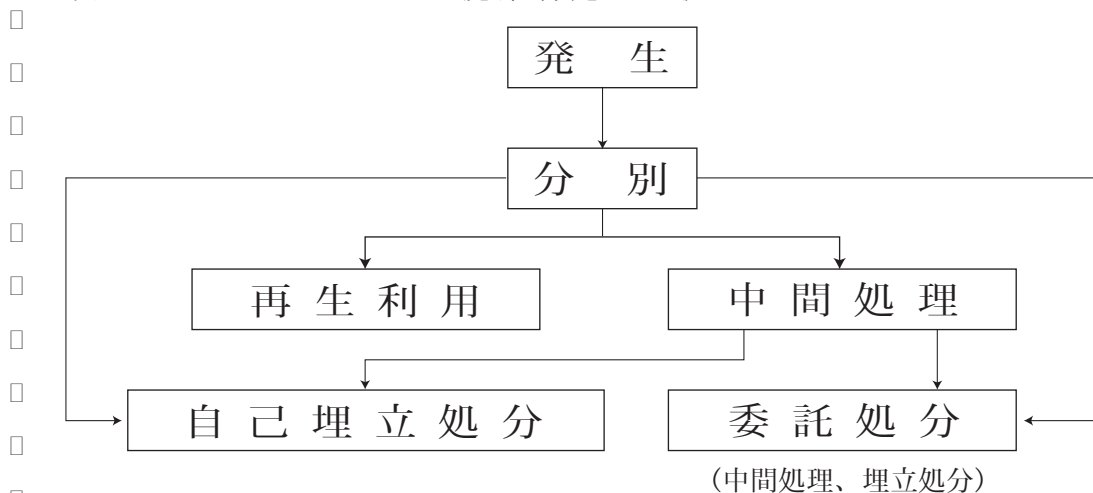 発生
分別
再生利用
中間処理
自己埋立処分
委託処分
（中間処理、埋立処分）